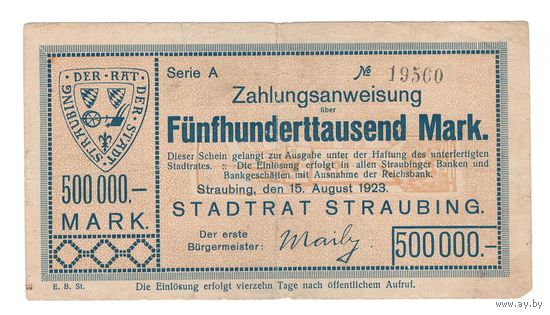 Serie A № 19560
·DER·RAT·DER·STADT·STRAUBING
Zahlungsanweisung
über
Fünfhunderttausend Mark.
Dieser Schein gelangt zur Ausgabe unter der Haftung des unterfertigten
Stadtrates. :: Die Einlösung erfolgt in allen Straubinger Banken und
Bankgeschäften mit Ausnahme der Reichsbank.
Straubing, den 15. August 1923.
STADTRAT STRAUBING.
500 000.-
MARK.
Der erste
Bürgermeister:
500 000.-
E. B. St.
Die Einlösung erfolgt vierzehn Tage nach öffentlichem Aufruf.
www.ay.by